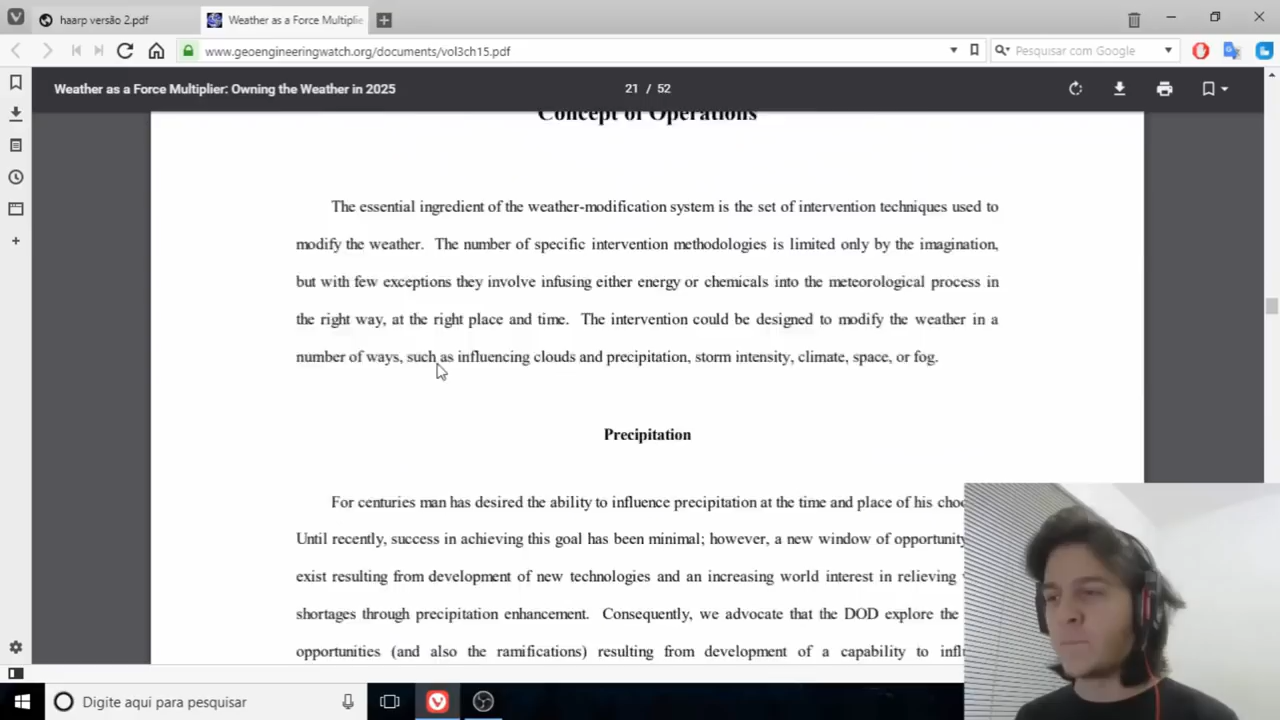 haarp versão 2.pdf
Weather as a Force Multiplie
www.geoengineeringwatch.org/documents/vol3ch15.pdf
Pesquisar com Google
Weather as a Force Multiplier: Owning the Weather in 2025
21 / 52
Concept of Operations
The essential ingredient of the weather-modification system is the set of intervention techniques used to
modify the weather. The number of specific intervention methodologies is limited only by the imagination,
but with few exceptions they involve infusing either energy or chemicals into the meteorological process in
the right way, at the right place and time. The intervention could be designed to modify the weather in a
number of ways, such as influencing clouds and precipitation, storm intensity, climate, space, or fog.
Precipitation
For centuries man has desired the ability to influence precipitation at the time and place of his choo
Until recently, success in achieving this goal has been minimal; however, a new window of opportunity
exist resulting from development of new technologies and an increasing world interest in relieving
shortages through precipitation enhancement. Consequently, we advocate that the DOD explore the
opportunities (and also the ramifications) resulting from development of a capability to influ
Digite aqui para pesquisar